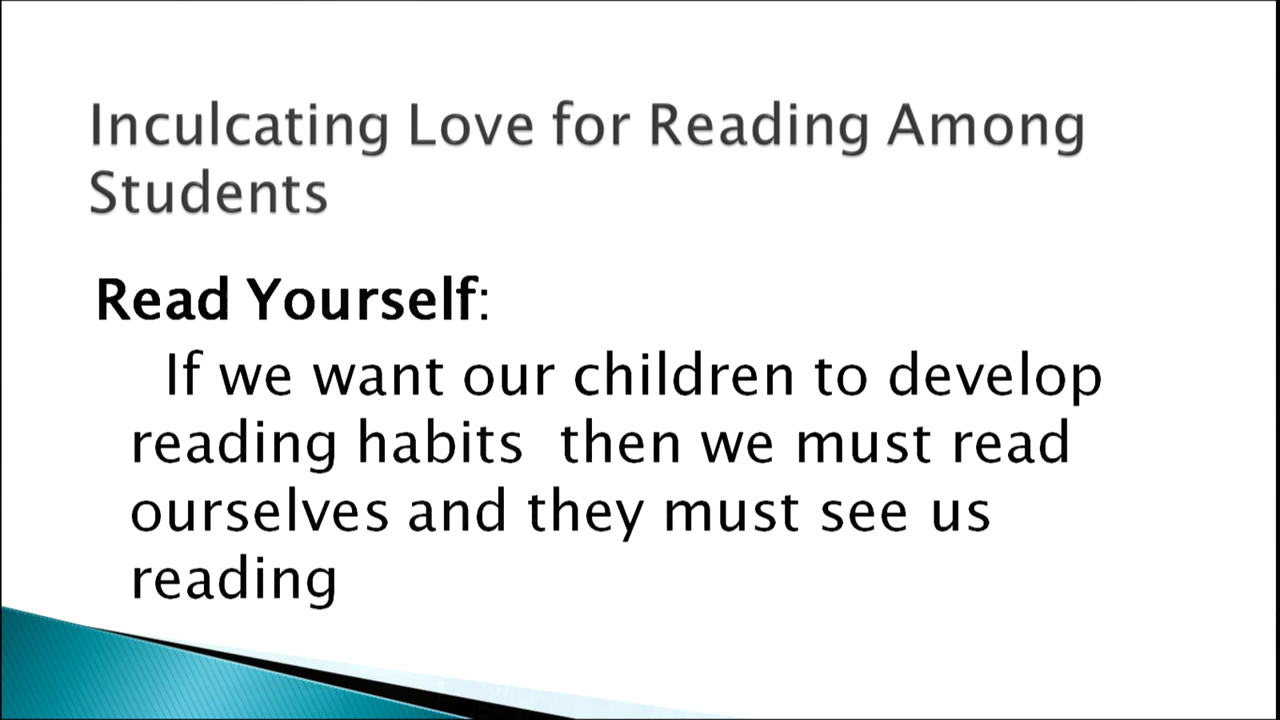 Inculcating Love for Reading Among
Students
Read Yourself:
If we want our children to develop
reading habits  then we must read
ourselves and they must see us
reading